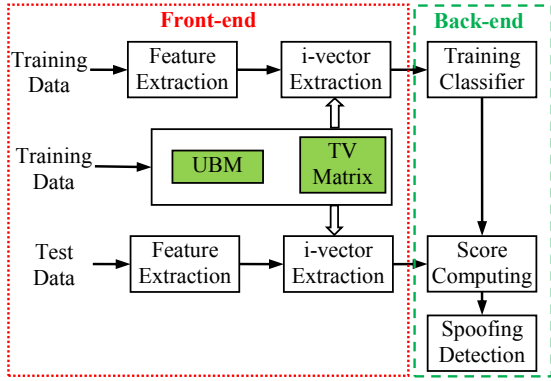 Front-end
Back-end
Training
Data
Feature
Extraction
i-vector
Extraction
Training
Classifier
Training
Data
UBM
TV
Matrix
Test
Data
Feature
Extraction
i-vector
Extraction
Score
Computing
Spoofing
Detection